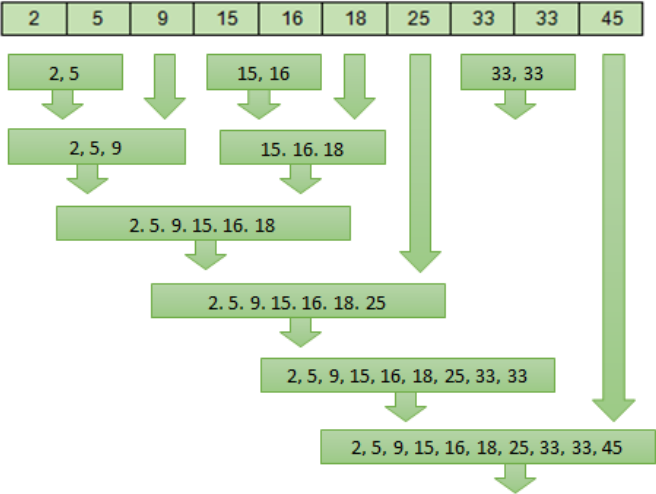 2 5 9 15 16 18 25 33 33 45
2, 5 15, 16 33, 33
2, 5, 9 15. 16. 18
2. 5. 9. 15. 16. 18
2. 5. 9. 15. 16. 18. 25
2, 5, 9, 15, 16, 18, 25, 33, 33
2, 5, 9, 15, 16, 18, 25, 33, 33, 45